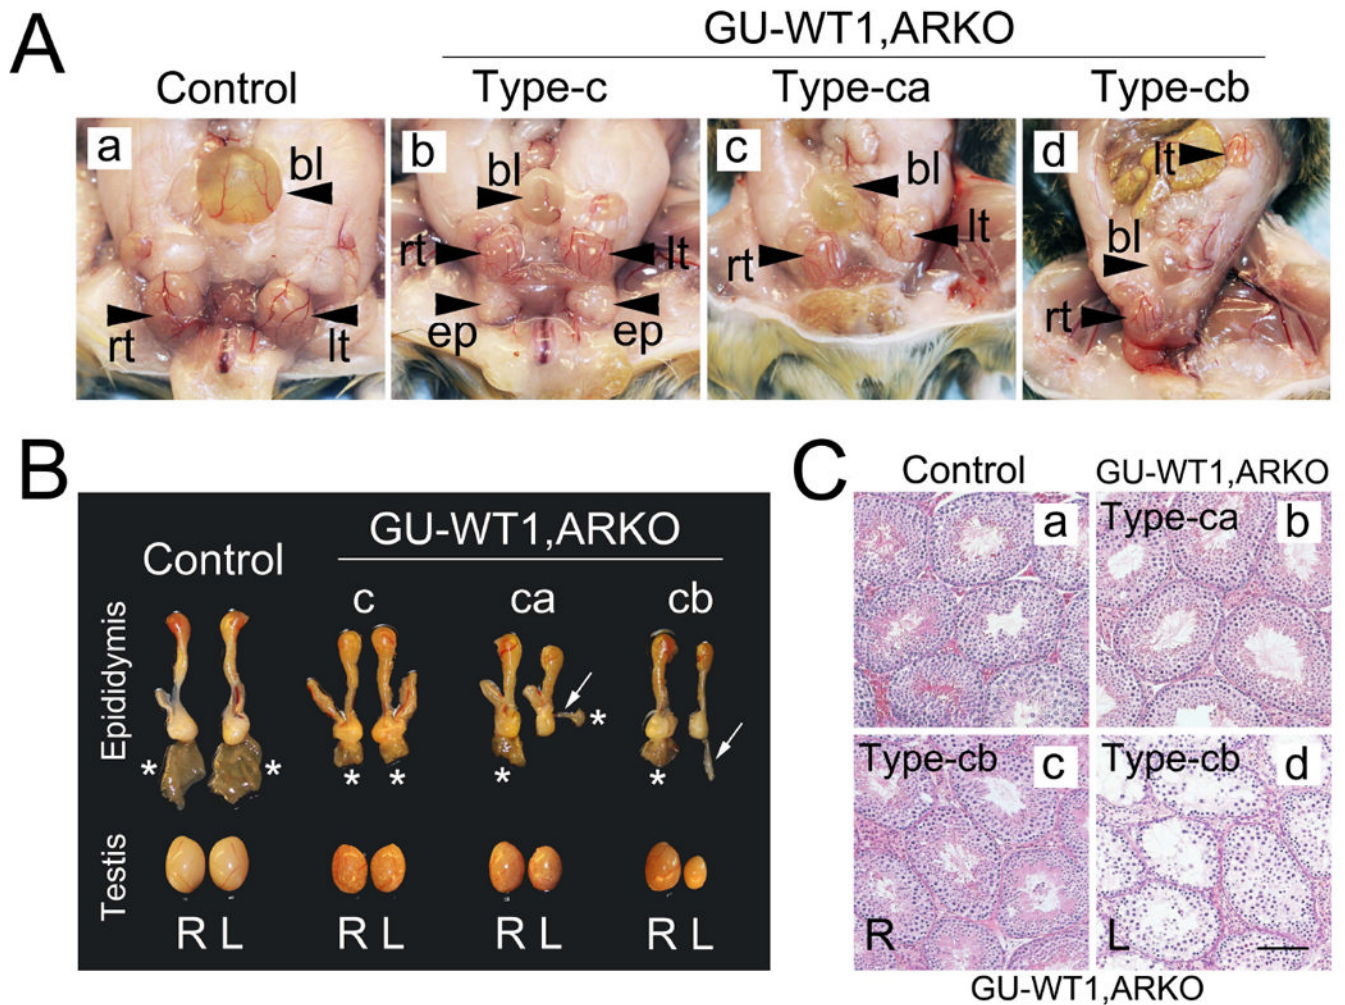 A
GU-WT1,ARKO
Control
Type-c
Type-ca
Type-cb
a
bl
rt
lt
b
bl
rt
lt
ep
ep
c
bl
rt
lt
d
lt
bl
rt
B
GU-WT1,ARKO
Control
c
ca
cb
Epididymis
*
*
*
*
*
*
*
Testis
R L
R L
R L
R L
C
Control
GU-WT1,ARKO
a
Type-ca
b
Type-cb
c
R
Type-cb
d
L
GU-WT1,ARKO